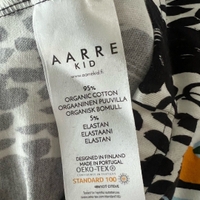 AARRE
KID
www.aarrekid.fi
95%
ORGANIC COTTON
ORGAANINEN PUUVILLA
ORGANISK BOMULL
5%
ELASTAN
ELASTAANI
ELASTAN
DESIGNED IN FINLAND
MADE IN PORTUGAL
OEKO-TEX®
STANDARD 100